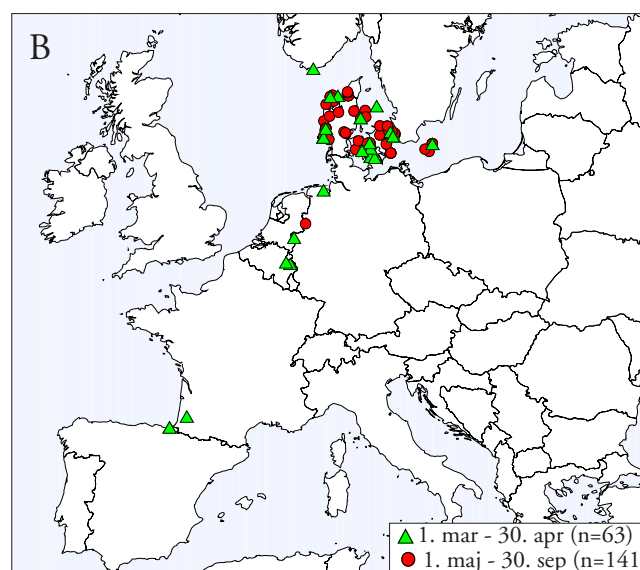 B
1. mar - 30. apr (n=63)
1. maj - 30. sep (n=141